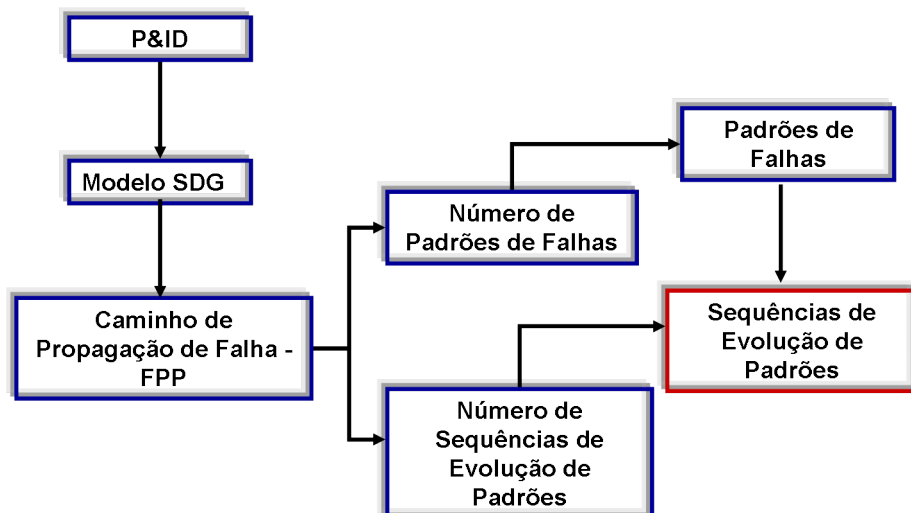 P&ID
Modelo SDG
Caminho de
Propagação de Falha -
FPP
Número de
Padrões de Falhas
Padrões de
Falhas
Número de
Sequências de
Evolução de
Padrões
Sequências de
Evolução de
Padrões